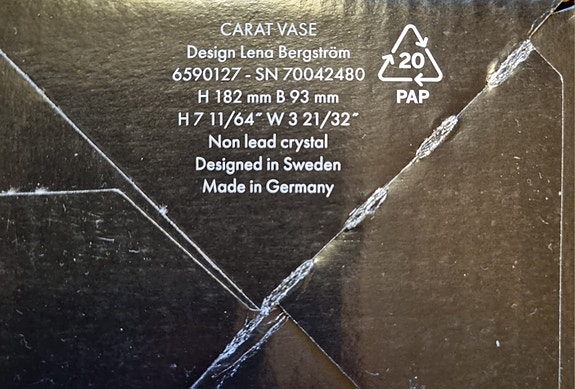 CARAT VASE
Design Lena Bergström
6590127 - SN 70042480
H 182 mm B 93 mm
H 7 11/64˝ W 3 21/32˝
Non lead crystal
Designed in Sweden
Made in Germany
20
PAP